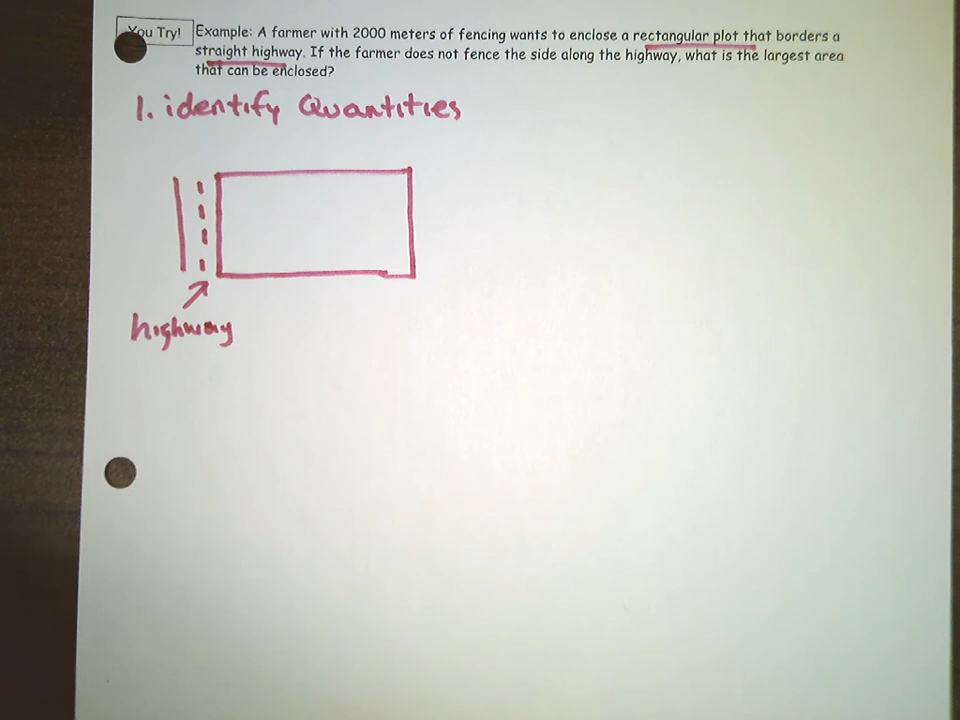 You Try! Example: A farmer with 2000 meters of fencing wants to enclose a rectangular plot that borders a
straight highway. If the farmer does not fence the side along the highway, what is the largest area
that can be enclosed?
1. identify Quantities
highway